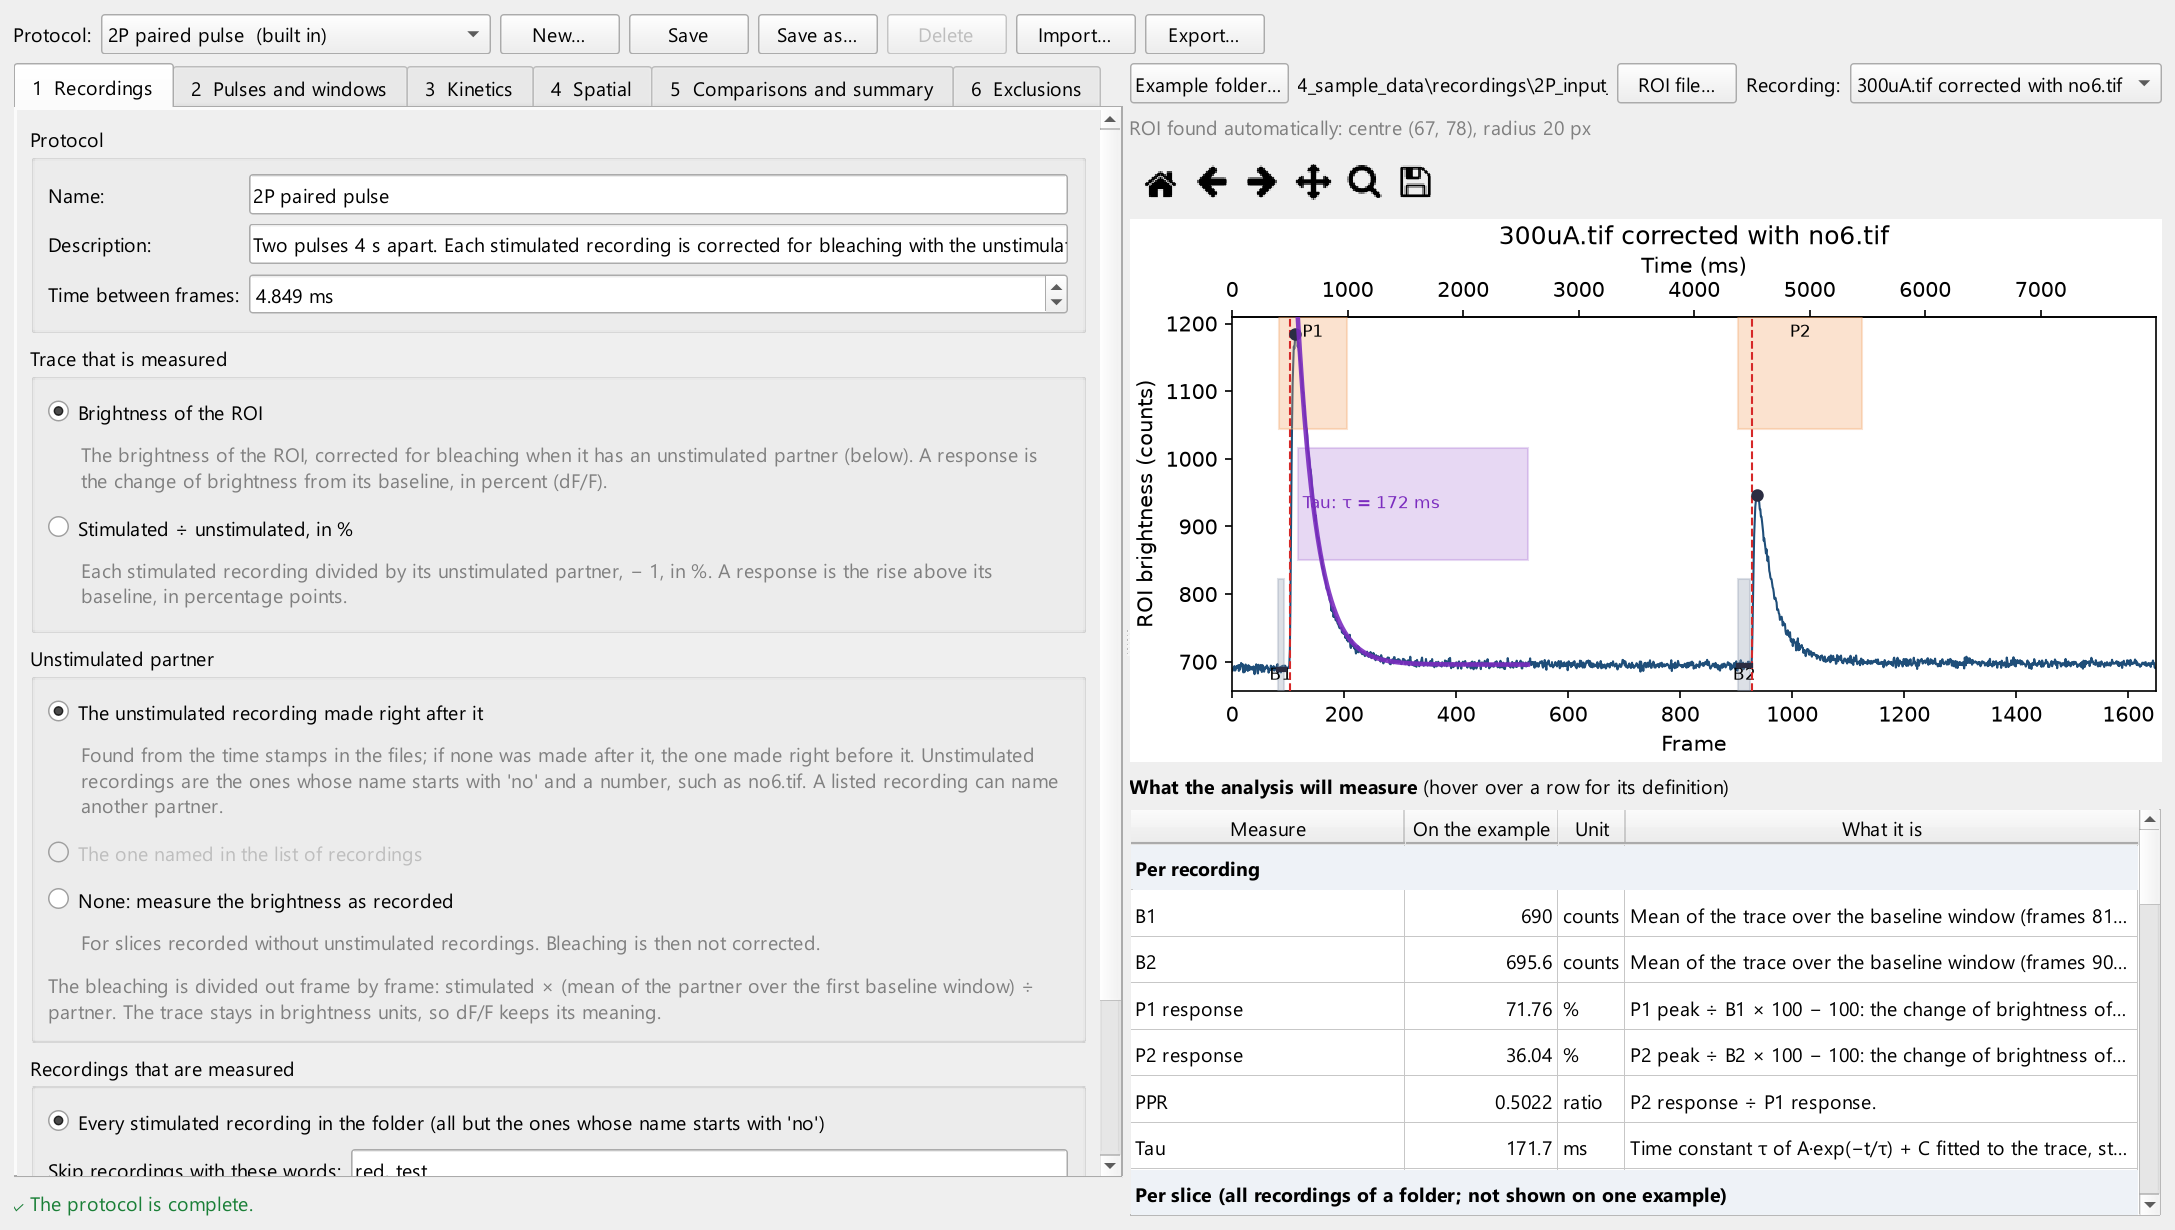 Protocol: 2P paired pulse (built in) New... Save Save as... Delete Import... Export...
1 Recordings 2 Pulses and windows 3 Kinetics 4 Spatial 5 Comparisons and summary 6 Exclusions
Protocol
Name: 2P paired pulse
Description: Two pulses 4 s apart. Each stimulated recording is corrected for bleaching with the
Time between frames: 4.849 ms
Trace that is measured
Brightness of the ROI
The brightness of the ROI, corrected for bleaching when it has an unstimulated partner (below). A response is
the change of brightness from its baseline, in percent (dF/F).
Stimulated ÷ unstimulated, in %
Each stimulated recording divided by its unstimulated partner, − 1, in %. A response is the rise above its
baseline, in percentage points.
Unstimulated partner
The unstimulated recording made right after it
Found from the time stamps in the files; if none was made after it, the one made right before it. Unstimulated
recordings are the ones whose name starts with 'no' and a number, such as no6.tif. A listed recording can name
another partner.
The one named in the list of recordings
None: measure the brightness as recorded
For slices recorded without unstimulated recordings. Bleaching is then not corrected.
The bleaching is divided out frame by frame: stimulated × (mean of the partner over the first baseline window) ÷
partner. The trace stays in brightness units, so dF/F keeps its meaning.
Recordings that are measured
Every stimulated recording in the folder (all but the ones whose name starts with 'no')
Skip recordings with these words: red, test
✓ The protocol is complete.
Example folder... 4_sample_data\recordings\2P_input_ ROI file... Recording: 300uA.tif corrected with no6.tif
ROI found automatically: centre (67, 78), radius 20 px
300uA.tif corrected with no6.tif
Time (ms)
0 1000 2000 3000 4000 5000 6000 7000
1200
1100
1000
900
800
700
ROI brightness (counts)
P1
P2
Tau: τ = 172 ms
B1
B2
0 200 400 600 800 1000 1200 1400 1600
Frame
What the analysis will measure (hover over a row for its definition)
Measure On the example Unit What it is
Per recording
B1 690 counts Mean of the trace over the baseline window (frames 81...
B2 695.6 counts Mean of the trace over the baseline window (frames 90...
P1 response 71.76 % P1 peak ÷ B1 × 100 − 100: the change of brightness of...
P2 response 36.04 % P2 peak ÷ B2 × 100 − 100: the change of brightness of...
PPR 0.5022 ratio P2 response ÷ P1 response.
Tau 171.7 ms Time constant τ of A·exp(−t/τ) + C fitted to the trace, st...
Per slice (all recordings of a folder; not shown on one example)